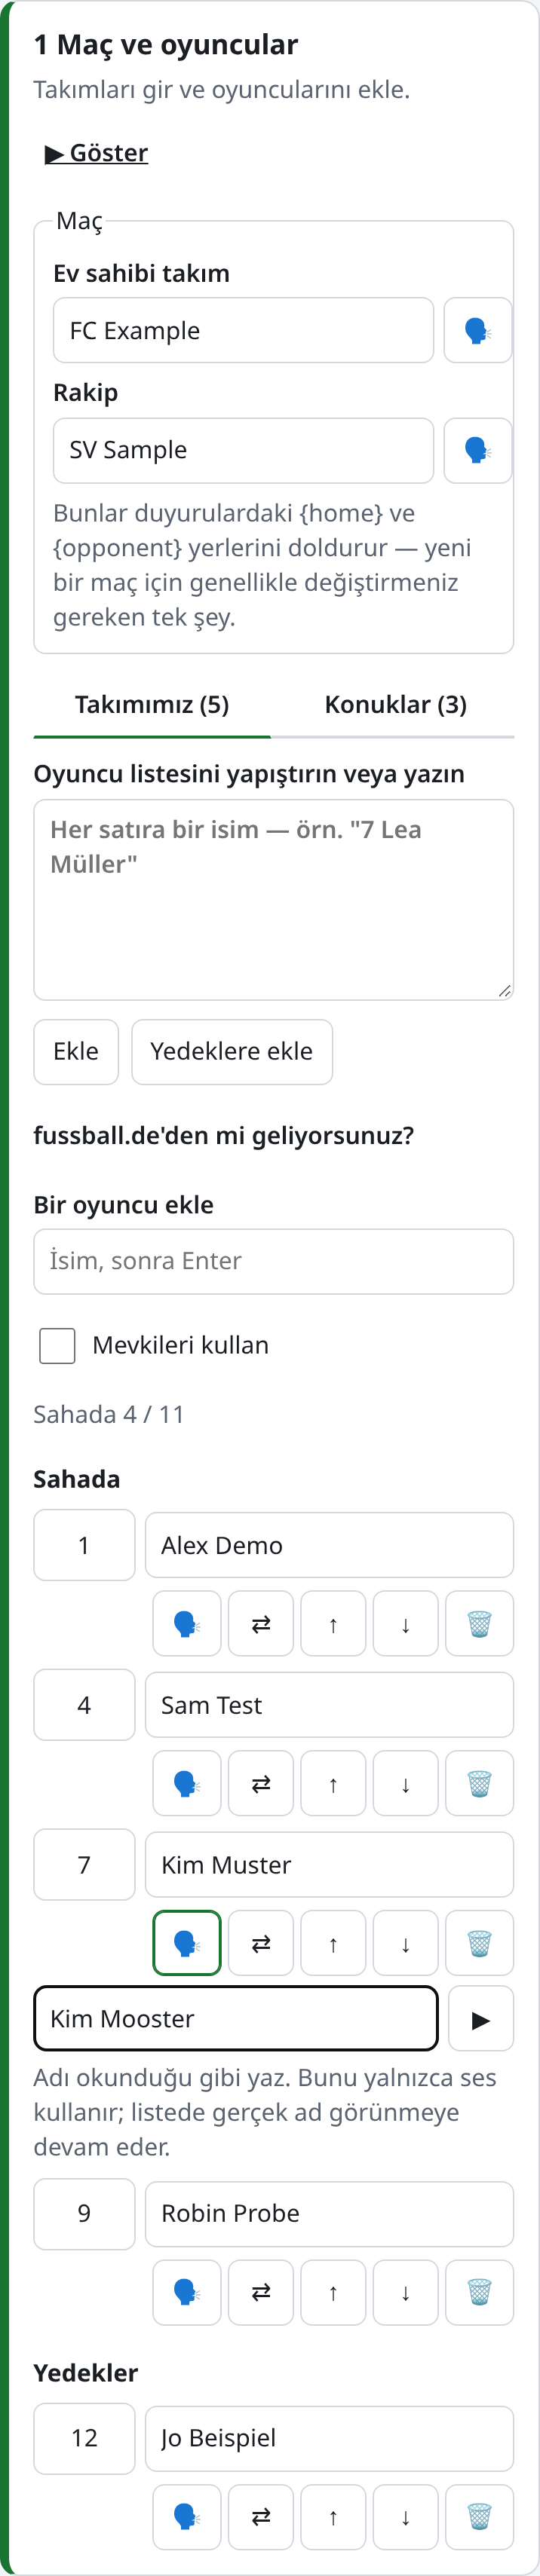 1 Maç ve oyuncular
Takımları gir ve oyuncularını ekle.
▶ Göster
Maç
Ev sahibi takım
FC Example
Rakip
SV Sample
Bunlar duyurulardaki {home} ve
{opponent} yerlerini doldurur — yeni
bir maç için genellikle değiştirmeniz
gereken tek şey.
Takımımız (5) Konuklar (3)
Oyuncu listesini yapıştırın veya yazın
Her satıra bir isim — örn. "7 Lea
Müller"
Ekle Yedeklere ekle
fussball.de'den mi geliyorsunuz?
Bir oyuncu ekle
İsim, sonra Enter
Mevkileri kullan
Sahada 4 / 11
Sahada
1 Alex Demo
⇄ ↑ ↓
4 Sam Test
⇄ ↑ ↓
7 Kim Muster
⇄ ↑ ↓
Kim Mooster ▶
Adı okunduğu gibi yaz. Bunu yalnızca ses
kullanır; listede gerçek ad görünmeye
devam eder.
9 Robin Probe
⇄ ↑ ↓
Yedekler
12 Jo Beispiel
⇄ ↑ ↓